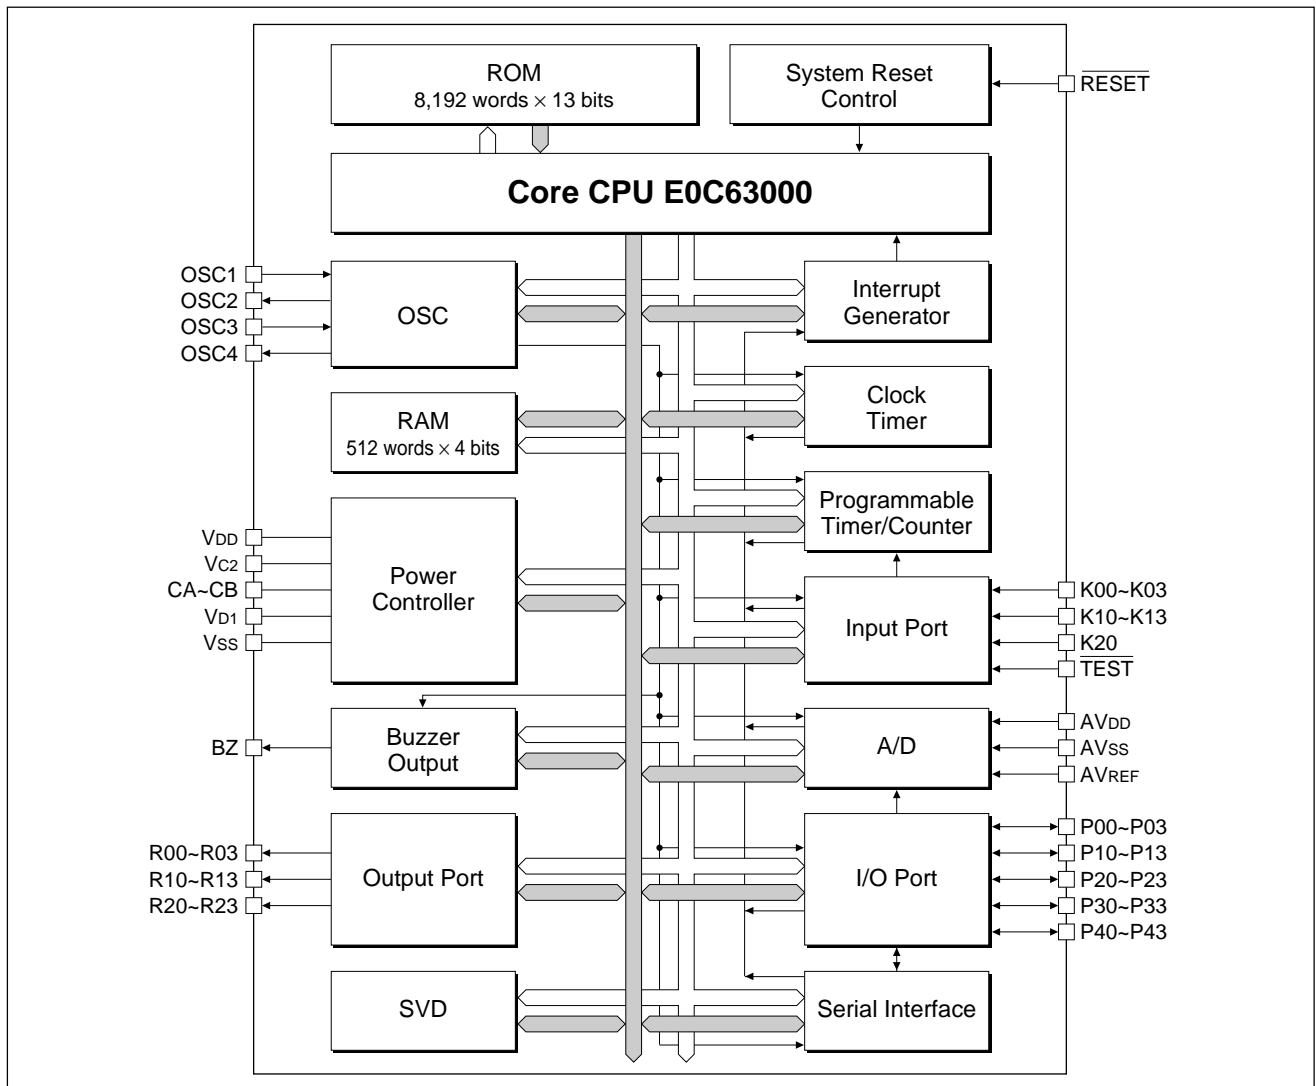 ROM
8,192 words × 13 bits
System Reset
Control
RESET
Core CPU E0C63000
OSC1
OSC2
OSC3
OSC4
OSC
Interrupt
Generator
Clock
Timer
RAM
512 words × 4 bits
Programmable
Timer/Counter
VDD
VC2
CA~CB
VD1
VSS
Power
Controller
Input Port
K00~K03
K10~K13
K20
TEST
BZ
Buzzer
Output
A/D
AVDD
AVSS
AVREF
R00~R03
R10~R13
R20~R23
Output Port
I/O Port
P00~P03
P10~P13
P20~P23
P30~P33
P40~P43
SVD
Serial Interface